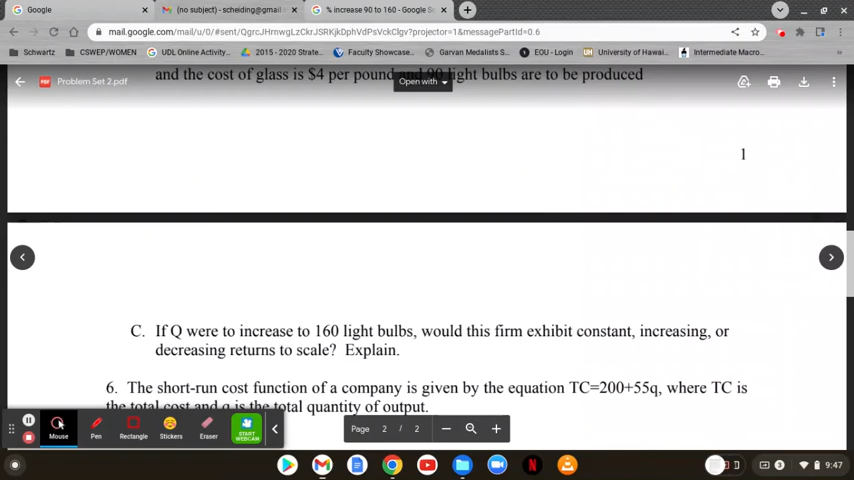 Google
(no subject) - scheiding@gmail
% increase 90 to 160 - Google Se
mail.google.com/mail/u/0/#sent/QgrcJHrnwgLzCkrJSRKjkDphVdPsVckClgv?projector=1&messagePartId=0.6
Schwartz
CSWEP/WOMEN
UDL Online Activity...
2015 - 2020 Strate...
Faculty Showcase...
Garvan Medalists S...
EOU - Login
University of Hawai...
Intermediate Macro...
and the cost of glass is $4 per pound and 90 light bulbs are to be produced
Problem Set 2.pdf
Open with
1
C. If Q were to increase to 160 light bulbs, would this firm exhibit constant, increasing, or
decreasing returns to scale? Explain.
6. The short-run cost function of a company is given by the equation TC=200+55q, where TC is
the total cost and q is the total quantity of output.
Mouse
Pen
Rectangle
Stickers
Eraser
START
WEBCAM
Page 2 / 2
3
9:47